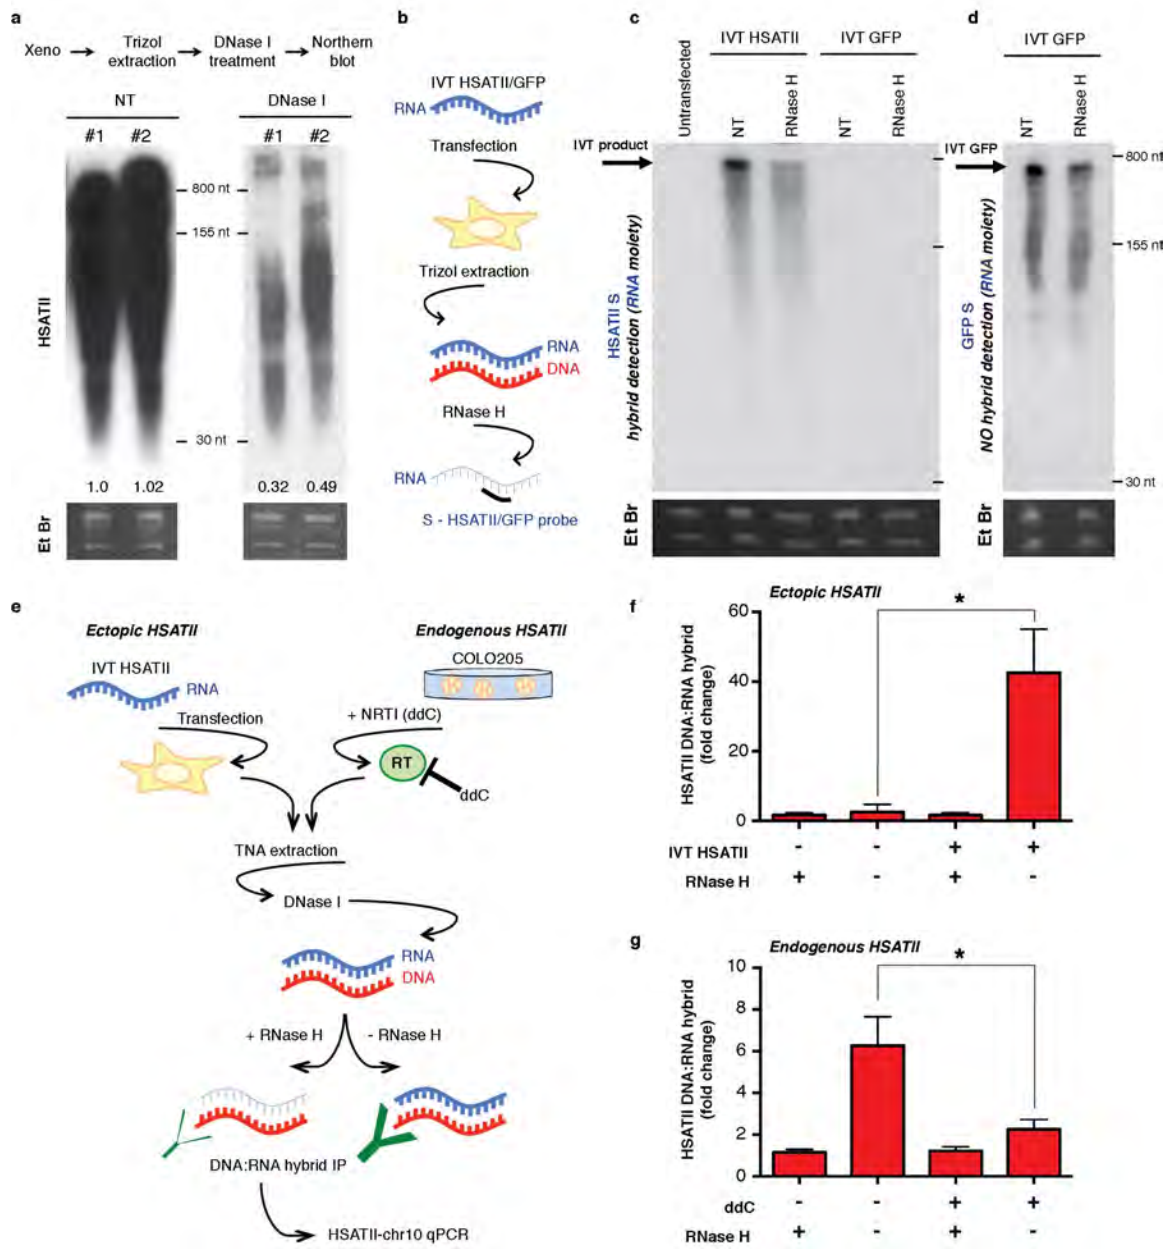 a
Xeno
Trizol extraction
DNase I treatment
Northern blot
NT
DNase I
#1 #2
#1 #2
HSATII
800 nt
155 nt
30 nt
1.0 1.02
0.32 0.49
Et Br
b
IVT HSATII/GFP
RNA
Transfection
Trizol extraction
RNA
DNA
RNase H
RNA
S - HSATII/GFP probe
c
IVT HSATII
IVT GFP
Untransfected
NT
RNase H
NT
RNase H
IVT product
HSATII S
hybrid detection (RNA moiety)
Et Br
d
IVT GFP
NT
RNase H
IVT GFP
800 nt
155 nt
30 nt
GFP S
NO hybrid detection (RNA moiety)
Et Br
e
Ectopic HSATII
Endogenous HSATII
IVT HSATII
RNA
COLO205
Transfection
+ NRTI (ddC)
RT
ddC
TNA extraction
DNase I
RNA
DNA
+ RNase H
- RNase H
DNA:RNA hybrid IP
HSATII-chr10 qPCR
f
Ectopic HSATII
*
HSATII DNA:RNA hybrid
(fold change)
60
40
20
0
IVT HSATII - - + +
RNase H + - + -
g
Endogenous HSATII
*
HSATII DNA:RNA hybrid
(fold change)
10
8
6
4
2
0
ddC - - + +
RNase H + - + -